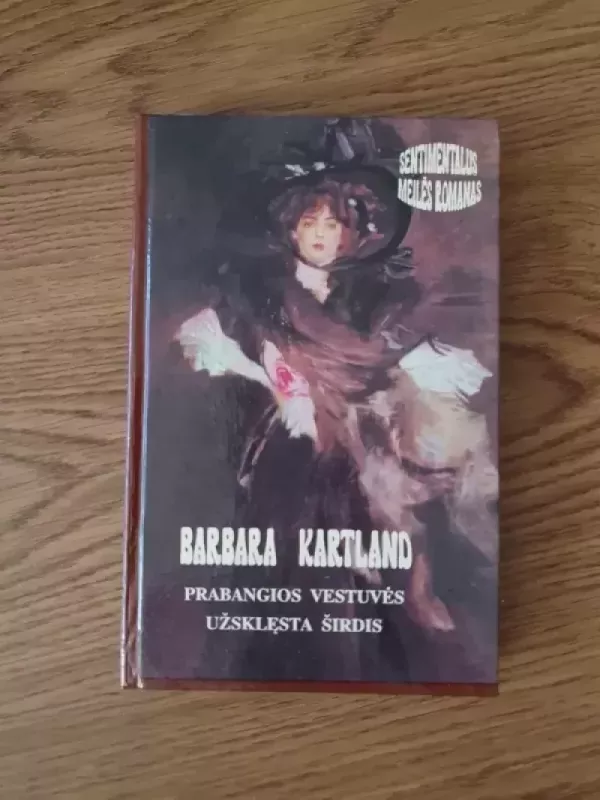 SENTIMENTALUS
MEILĖS ROMANAS
BARBARA KARTLAND
PRABANGIOS VESTUVĖS
UŽSKLĘSTA ŠIRDIS